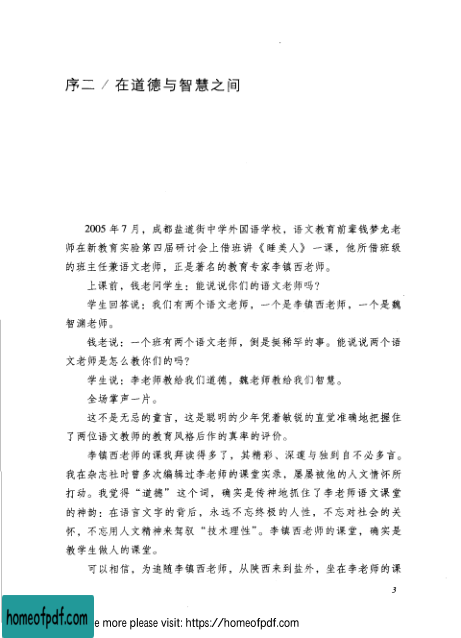 序二 / 在道德与智慧之间
2005 年 7 月，成都盐道街中学外国语学校，语文教育前辈钱梦龙老
师在新教育实验第四届研讨会上借班讲《睡美人》一课，他所借班级
的班主任兼语文老师，正是著名的教育专家李镇西老师。
上课前，钱老问学生：能说说你们的语文老师吗？
学生回答说：我们有两个语文老师，一个是李镇西老师，一个是魏
智渊老师。
钱老说：一个班有两个语文老师，倒是挺稀罕的事。能说说两个语
文老师是怎么教你们的吗？
学生说：李老师教给我们道德，魏老师教给我们智慧。
全场掌声一片。
这不是无忌的童言，这是聪明的少年凭着敏锐的直觉准确地把握住
了两位语文教师的教育风格后作的真率的评价。
李镇西老师的课我拜读得多了，其精彩、深邃与独到自不必多言。
我在杂志社时曾多次编辑过李老师的课堂实录，屡屡被他的人文情怀所
打动。我觉得“道德”这个词，确实是传神地抓住了李老师语文课堂
的神韵：在语言文字的背后，永远不忘终极的人性，不忘对社会的关
怀，不忘用人文精神来驾驭“技术理性”。李镇西老师的课堂，确实是
教学生做人的课堂。
可以相信，为追随李镇西老师，从陕西来到盐外，坐在李老师的课
3
homeofpdf.com
e more please visit: https://homeofpdf.com